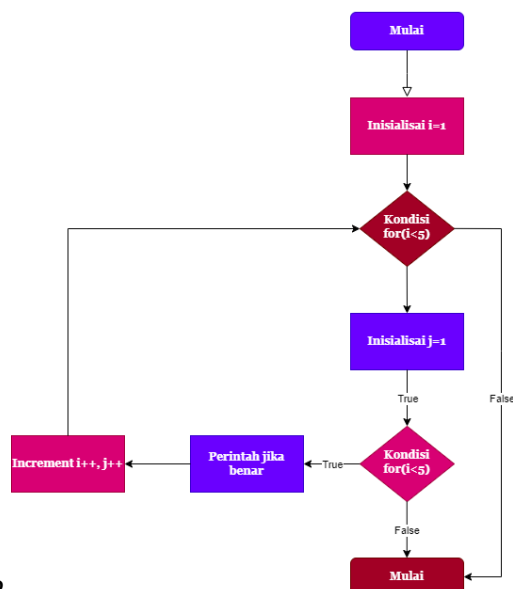 Mulai
Inisialisai i=1
Kondisi
for(i<5)
Inisialisai j=1
True
False
Kondisi
for(i<5)
True
Perintah jika
benar
Increment i++, j++
False
Mulai